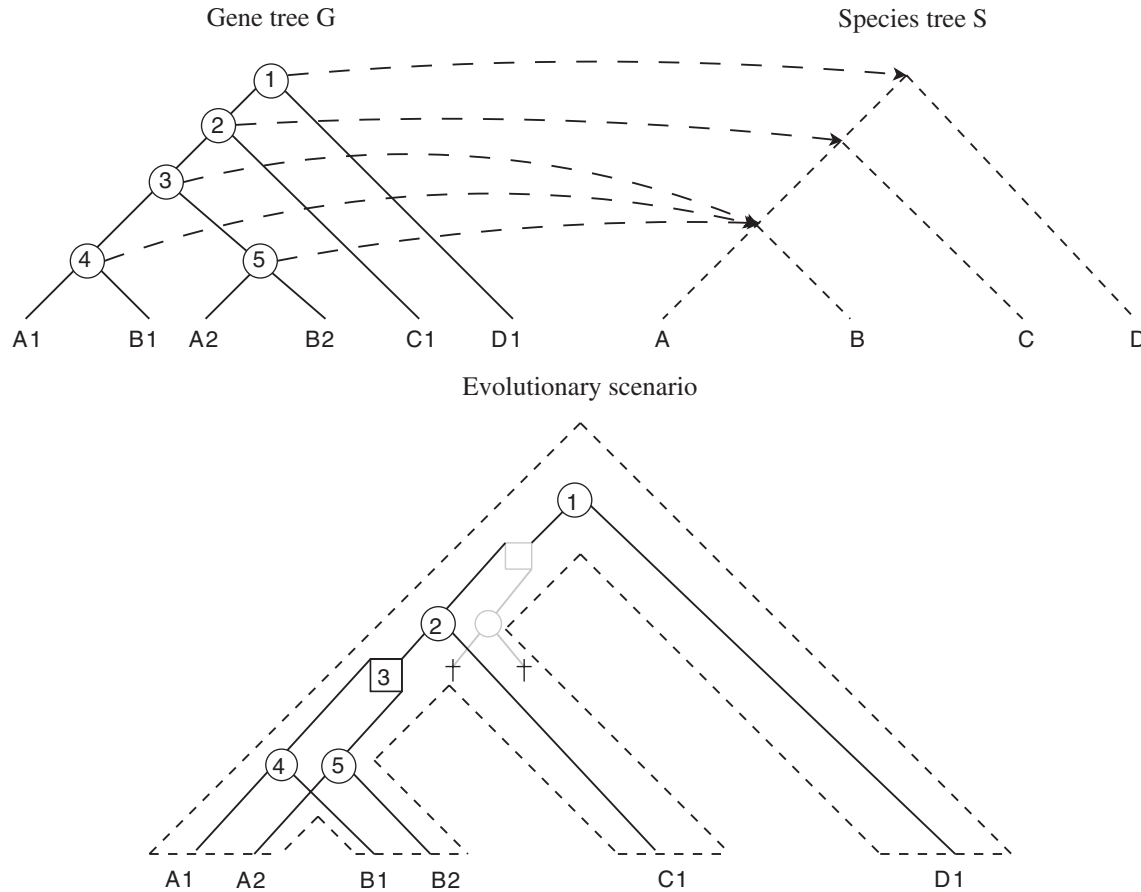 Gene tree G
Species tree S
1
2
3
4
5
A1 B1 A2 B2 C1 D1
A B C D
Evolutionary scenario
1
2
3
4 5
A1 A2 B1 B2 C1 D1